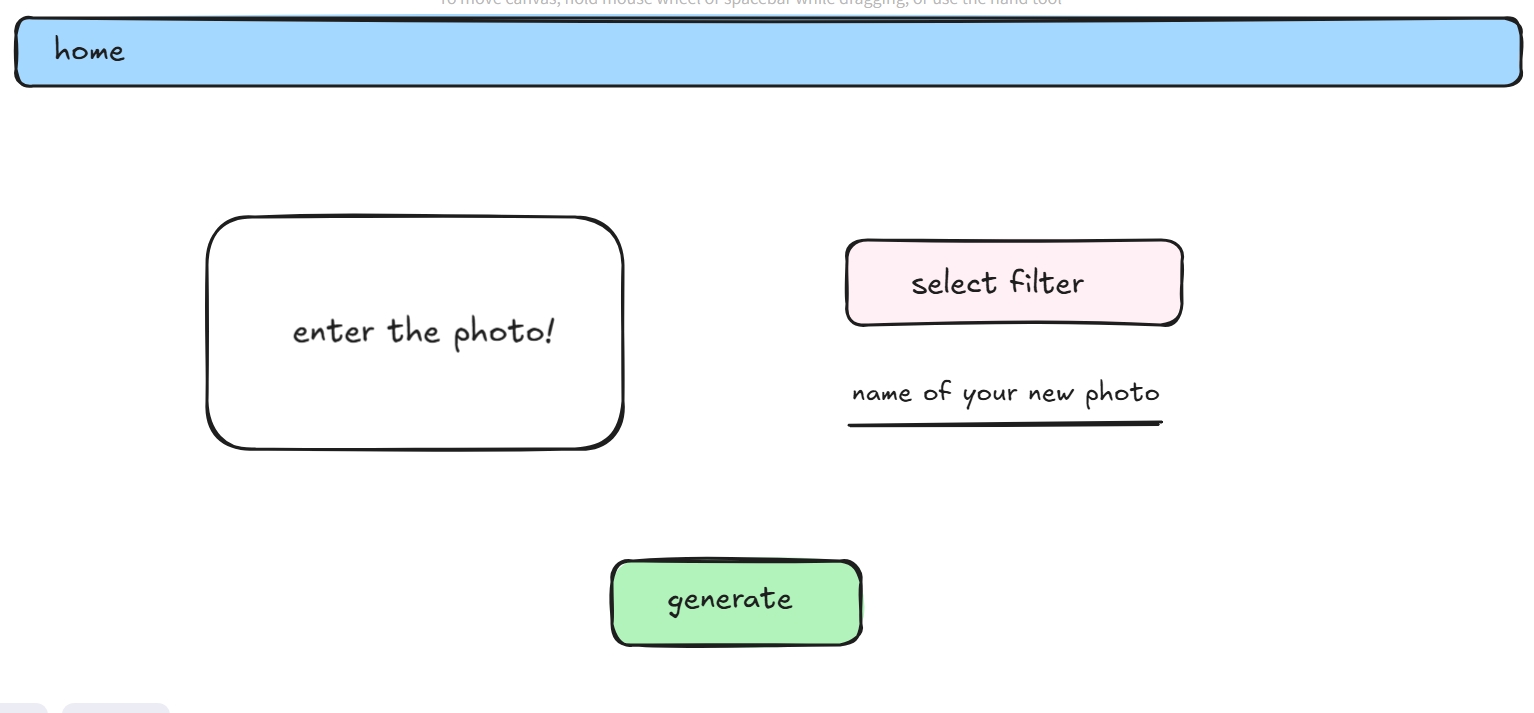 To move canvas, hold mouse wheel or spacebar while dragging, or use the hand tool
home
enter the photo!
select filter
name of your new photo
generate